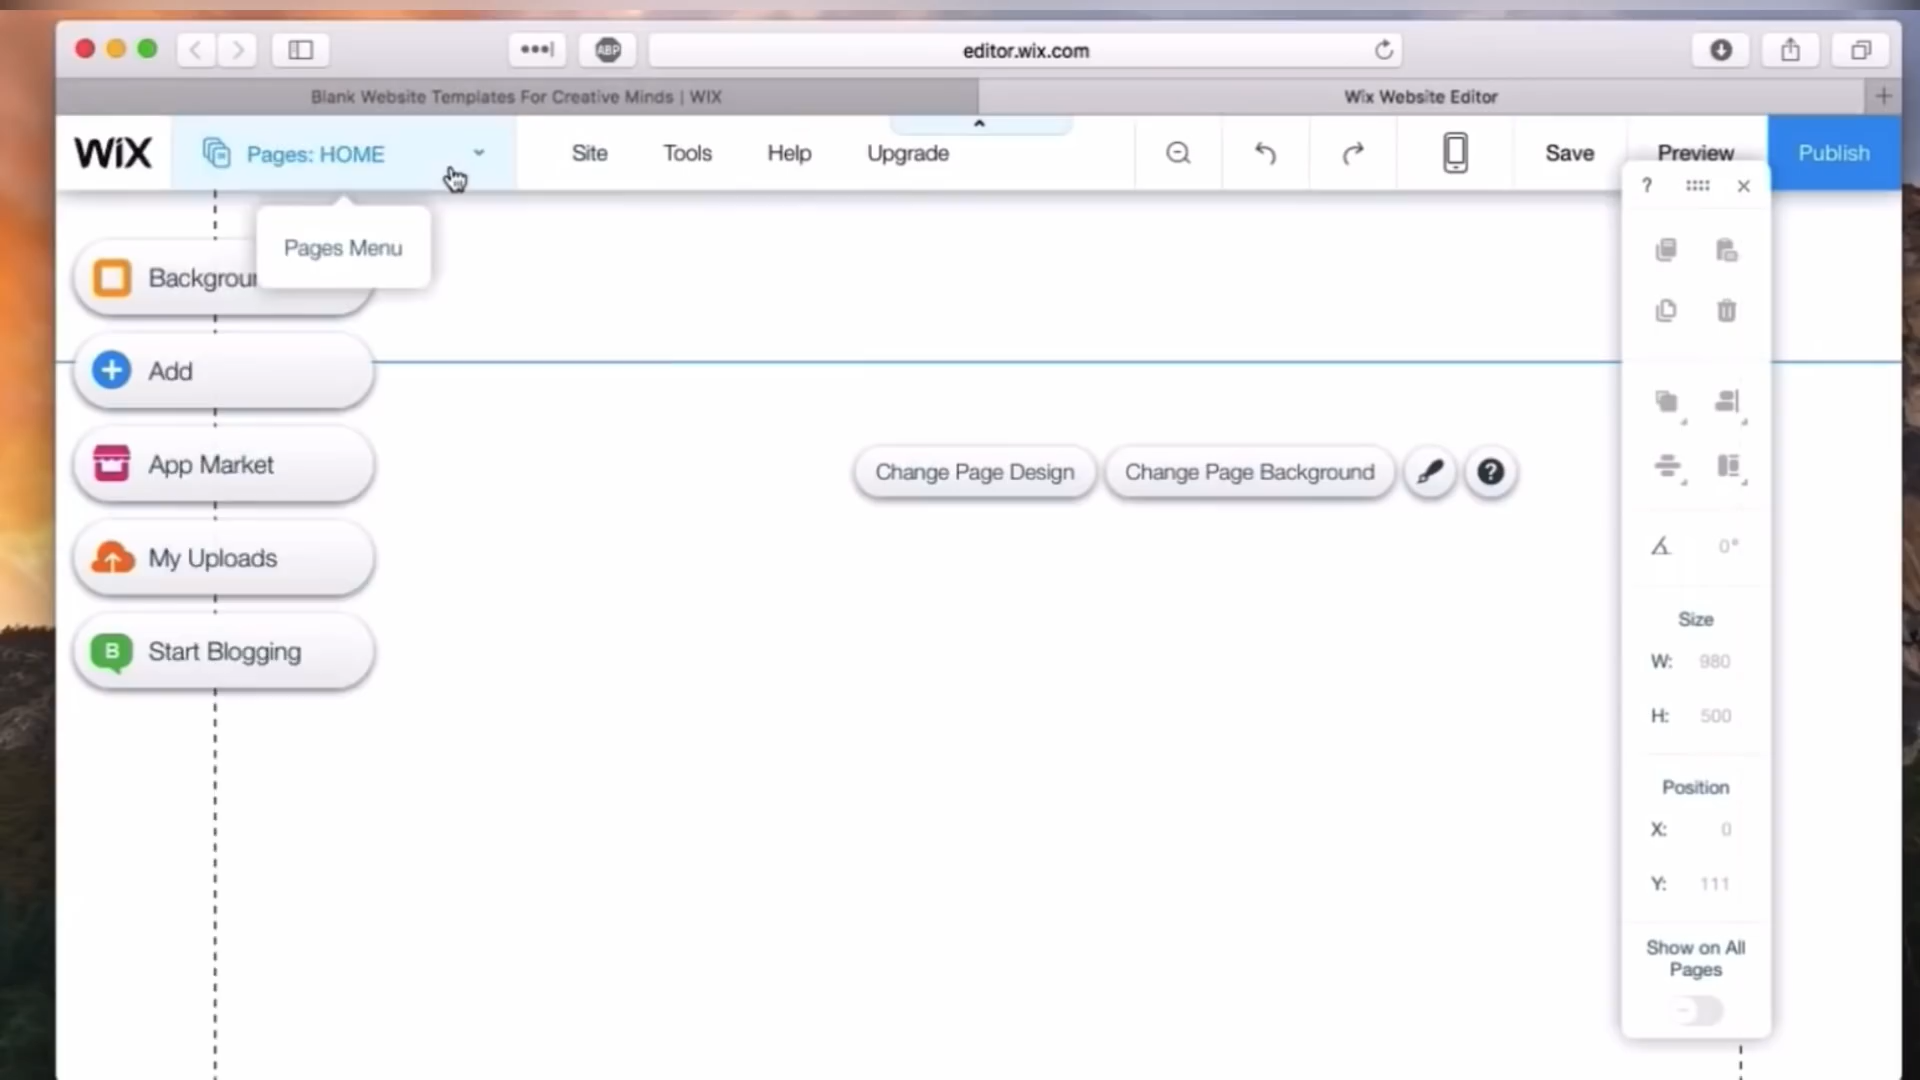 ABP
editor.wix.com
Blank Website Templates For Creative Minds | WIX
Wix Website Editor
+
WiX
Pages: HOME
Site
Tools
Help
Upgrade
Save
Preview
Publish
Pages Menu
?
Add
App Market
My Uploads
B
Start Blogging
Change Page Design
Change Page Background
?
0°
Size
W: 980
H: 500
Position
X: 0
Y: 111
Show on All
Pages